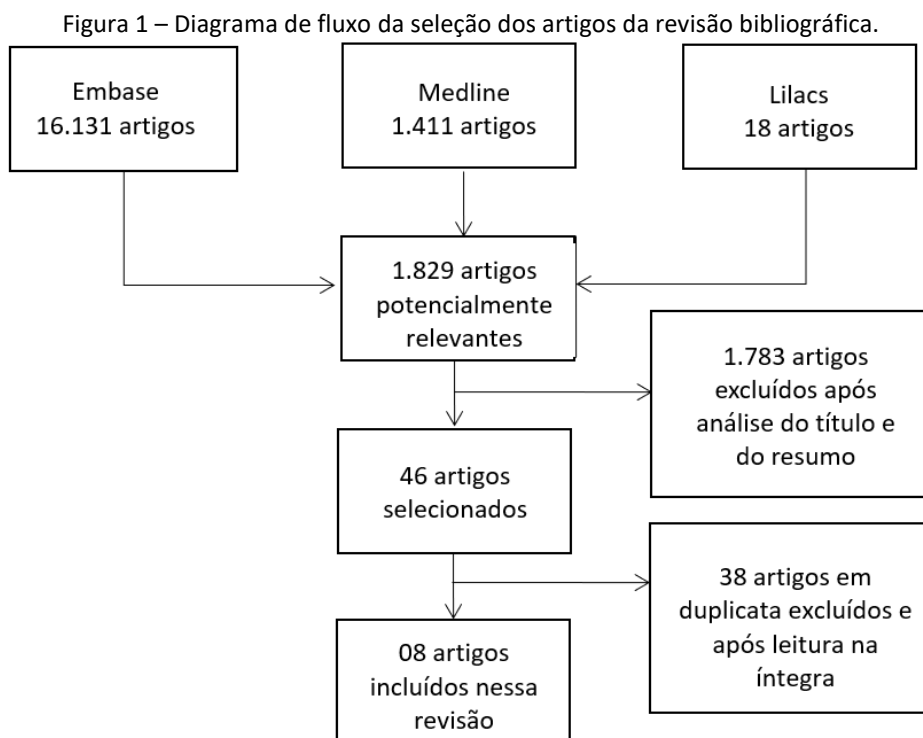 Figura 1 – Diagrama de fluxo da seleção dos artigos da revisão bibliográfica.
Embase
16.131 artigos
Medline
1.411 artigos
Lilacs
18 artigos
1.829 artigos
potencialmente
relevantes
1.783 artigos
excluídos após
análise do título e
do resumo
46 artigos
selecionados
38 artigos em
duplicata excluídos e
após leitura na
íntegra
08 artigos
incluídos nessa
revisão